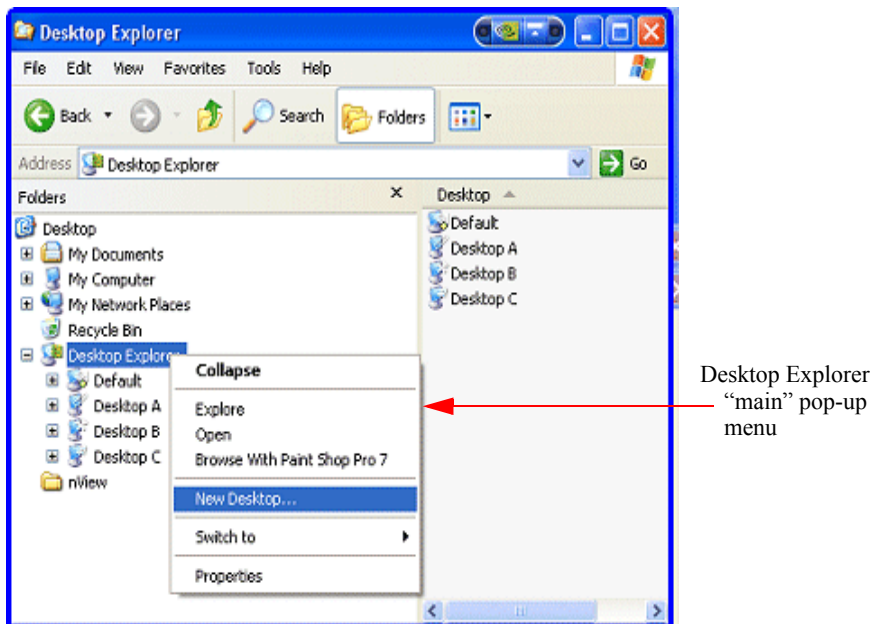 Desktop Explorer
File Edit View Favorites Tools Help
Back Search Folders
Address Desktop Explorer Go
Folders x Desktop
Desktop
My Documents
My Computer
My Network Places
Recycle Bin
Desktop Explorer
Default
Desktop A
Desktop B
Desktop C
nView
Collapse
Explore
Open
Browse With Paint Shop Pro 7
New Desktop...
Switch to
Properties
Default
Desktop A
Desktop B
Desktop C
Desktop Explorer
“main” pop-up
menu